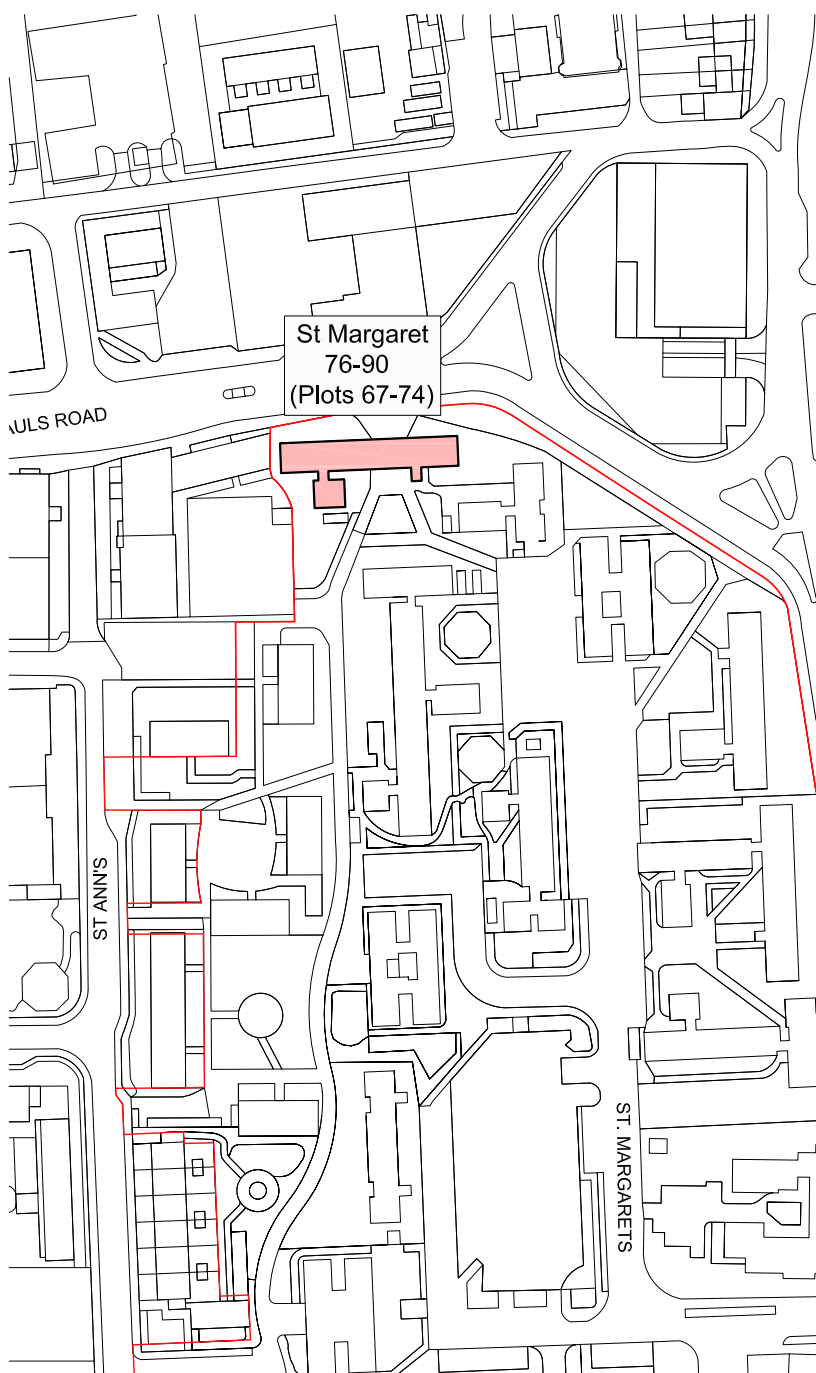 St Margaret
76-90
(Plots 67-74)
AULS ROAD
ST ANN'S
ST. MARGARETS